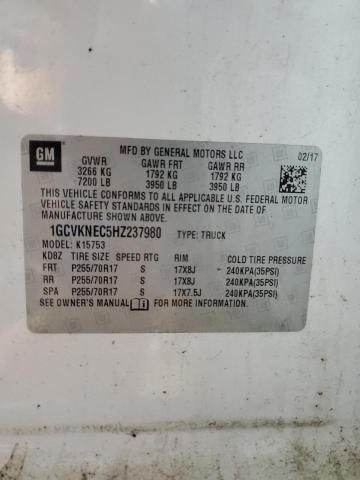 GM
MFD BY GENERAL MOTORS LLC
02/17
GVWR GAWR FRT GAWR RR
3266 KG 1792 KG 1792 KG
7200 LB 3950 LB 3950 LB
THIS VEHICLE CONFORMS TO ALL APPLICABLE U.S. FEDERAL MOTOR
VEHICLE SAFETY STANDARDS IN EFFECT ON THE DATE OF
MANUFACTURE SHOWN ABOVE.
1GCVKNEC5HZ237980 TYPE: TRUCK
MODEL: K15753
KD8Z TIRE SIZE SPEED RTG RIM COLD TIRE PRESSURE
FRT P255/70R17 S 17X8J 240KPA(35PSI)
RR P255/70R17 S 17X8J 240KPA(35PSI)
SPA P255/70R17 S 17X7.5J 240KPA(35PSI)
SEE OWNER'S MANUAL FOR MORE INFORMATION.